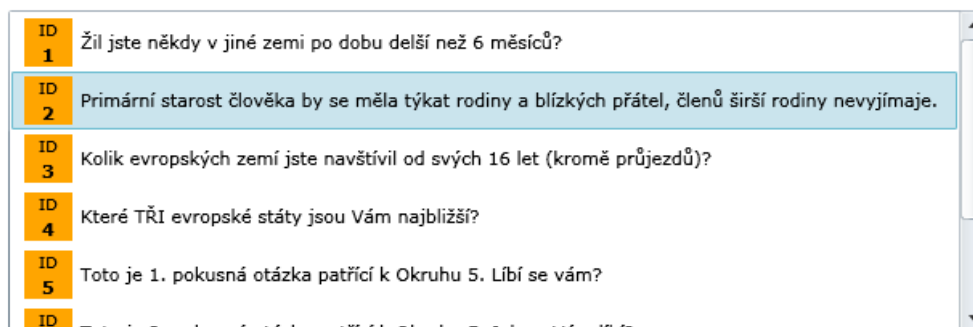 ID
1
Žil jste někdy v jiné zemi po dobu delší než 6 měsíců?
ID
2
Primární starost člověka by se měla týkat rodiny a blízkých přátel, členů širší rodiny nevyjímaje.
ID
3
Kolik evropských zemí jste navštívil od svých 16 let (kromě průjezdů)?
ID
4
Které TŘI evropské státy jsou Vám najbližší?
ID
5
Toto je 1. pokusná otázka patřící k Okruhu 5. Líbí se vám?
ID